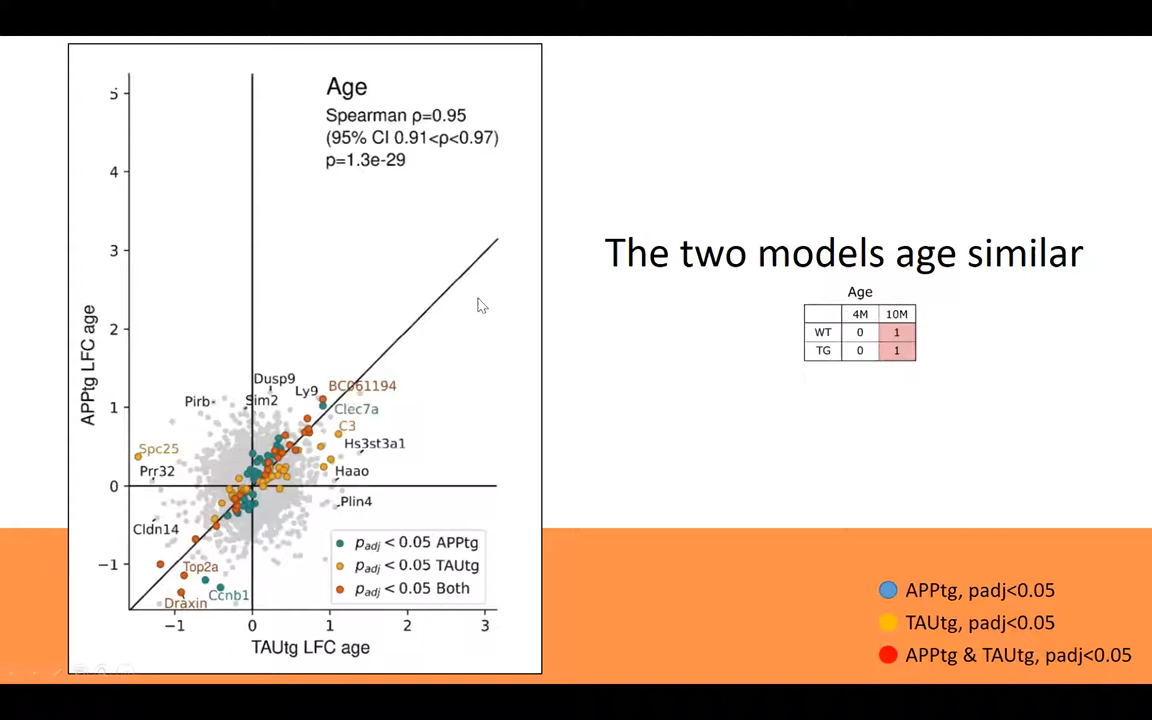 Age
Spearman ρ=0.95
(95% CI 0.91<ρ<0.97)
p=1.3e-29
5
4
3
2
1
0
−1
APPtg LFC age
Dusp9
Ly9
BC061194
Pirb
Sim2
Clec7a
C3
Hs3st3a1
Spc25
Prr32
Haao
Plin4
Cldn14
Top2a
Ccnb1
Draxin
padj < 0.05 APPtg
padj < 0.05 TAUtg
padj < 0.05 Both
−1 0 1 2 3
TAUtg LFC age
The two models age similar
Age
4M 10M
WT 0 1
TG 0 1
APPtg, padj<0.05
TAUtg, padj<0.05
APPtg & TAUtg, padj<0.05